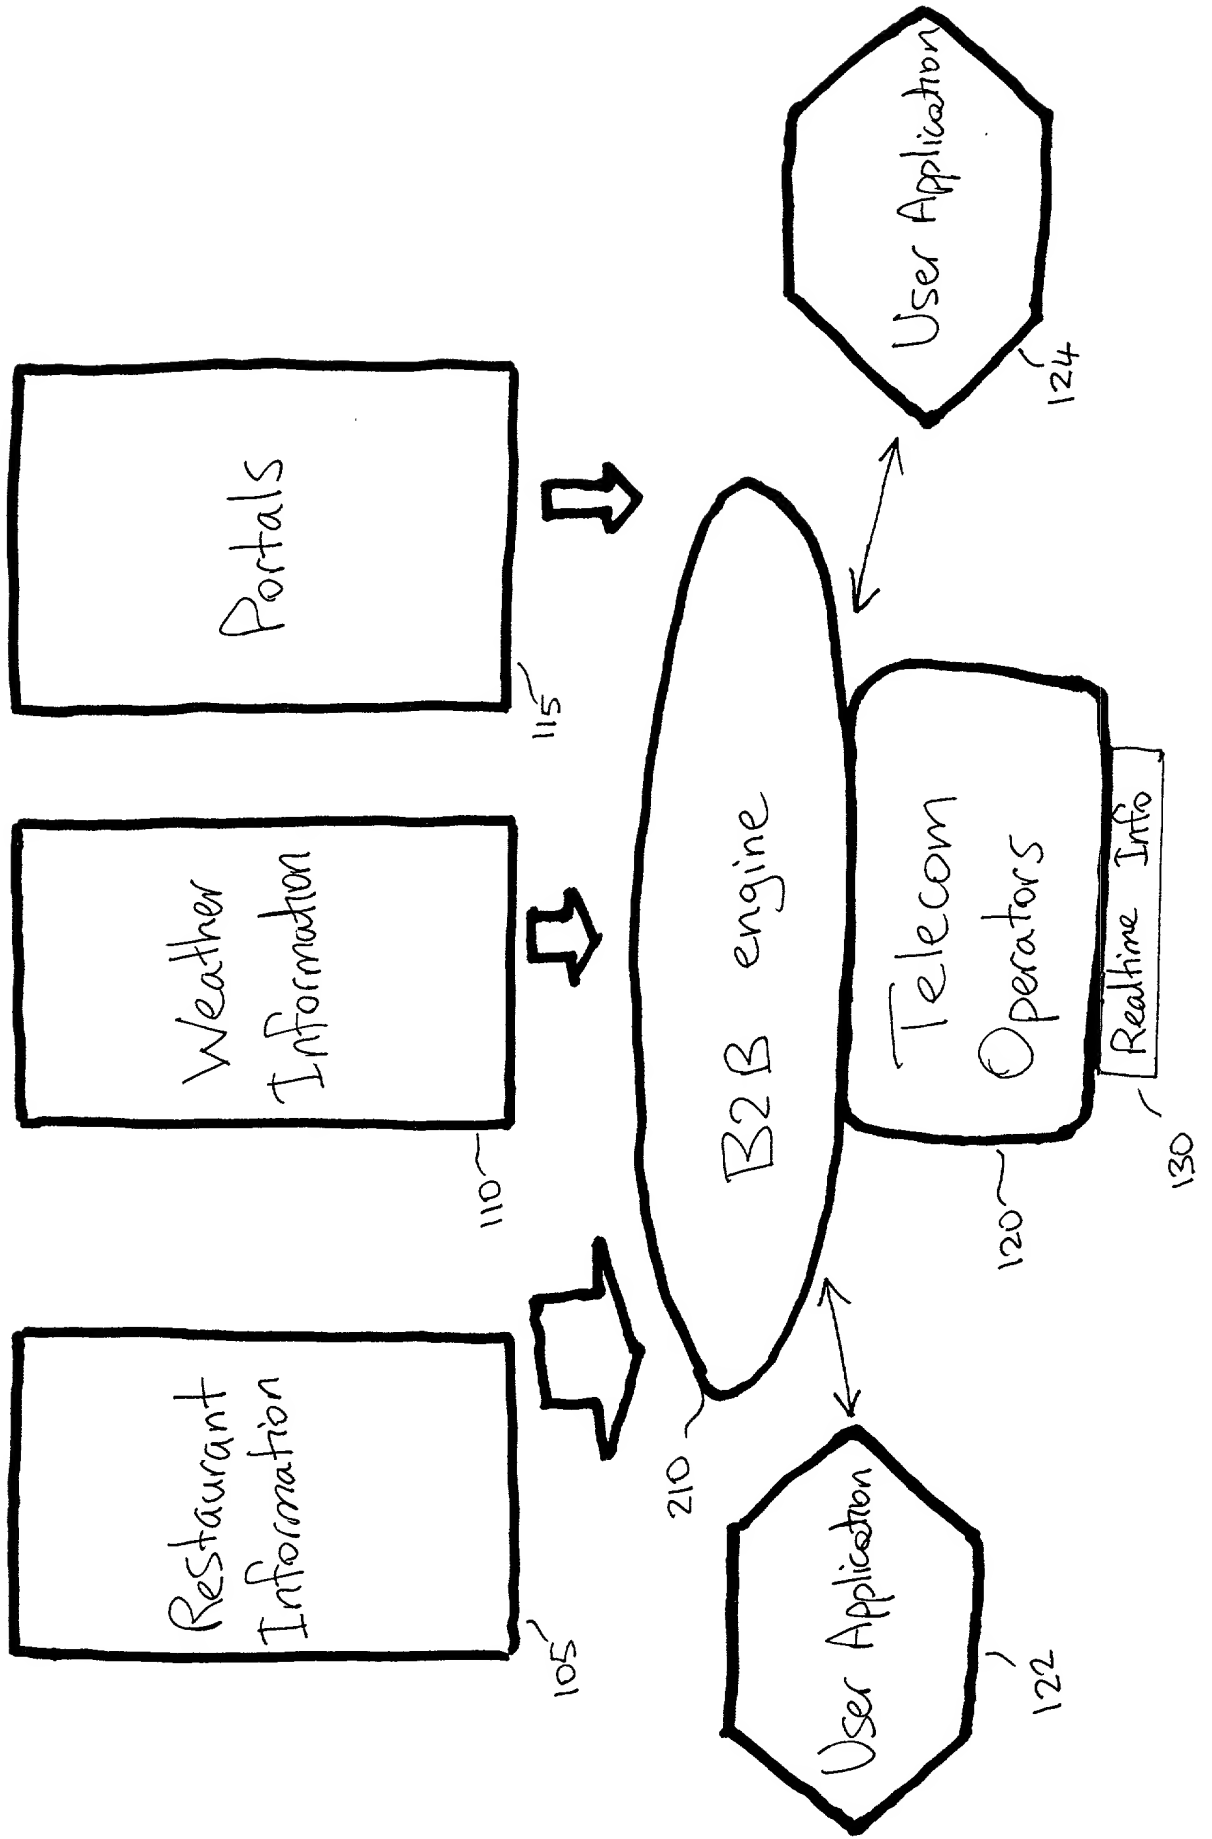 Restaurant
Information
105
Weather
Information
110
Portals
115
B2B engine
210
User Application
122
Telecom
Operators
120
Realtime Info
130
User Application
124